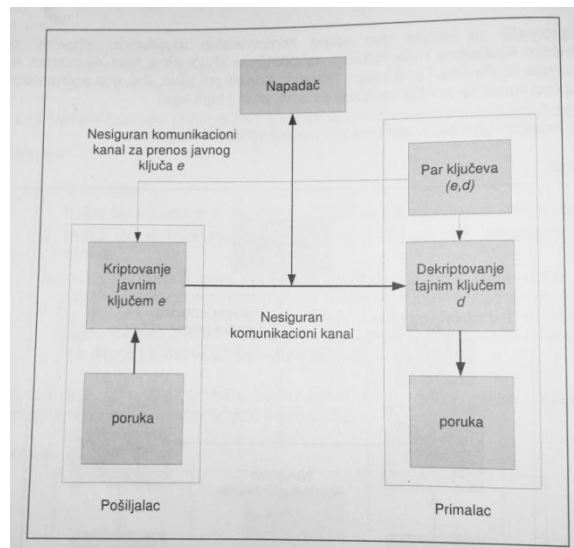 Napadač
Nesiguran komunikacioni
kanal za prenos javnog
ključa e
Par ključeva
(e,d)
Kriptovanje
javnim
ključem e
Dekriptovanje
tajnim ključem
d
Nesiguran
komunikacioni kanal
poruka
poruka
Pošiljalac
Primalac